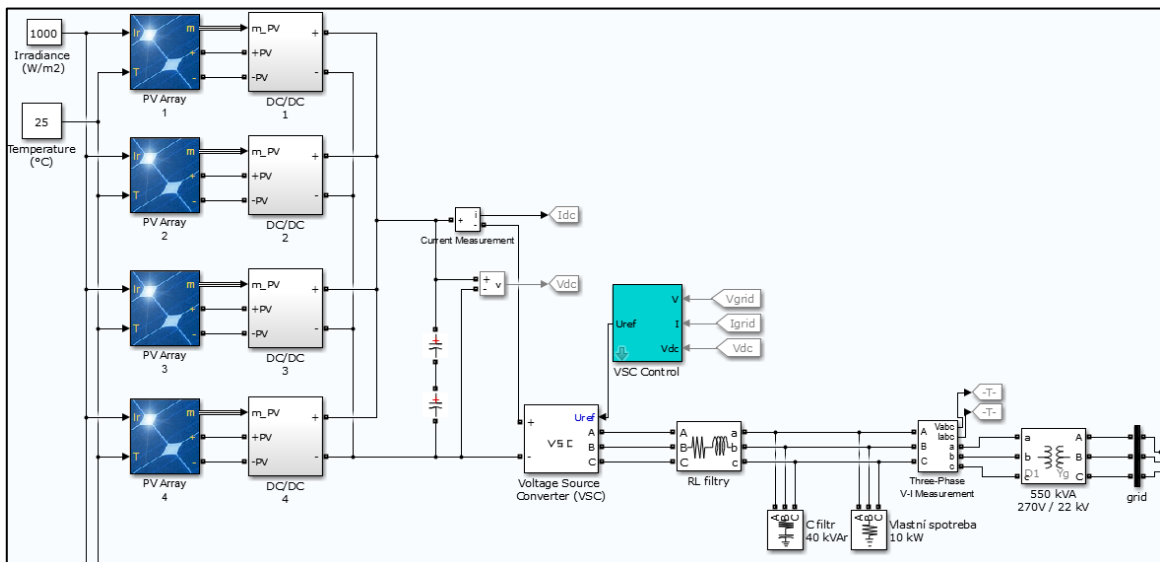 1000
Irradiance
(W/m2)
25
Temperature
(°C)
Ir
m
T
+
-
PV Array
1
m_PV
+PV
-PV
+
-
DC/DC
1
Ir
m
T
+
-
PV Array
2
m_PV
+PV
-PV
+
-
DC/DC
2
Ir
m
T
+
-
PV Array
3
m_PV
+PV
-PV
+
-
DC/DC
3
Ir
m
T
+
-
PV Array
4
m_PV
+PV
-PV
+
-
DC/DC
4
+
i
-
Current Measurement
Idc
+
-
v
Vdc
Uref
V
I
Vdc
VSC Control
Vgrid
Igrid
Vdc
+
-
Uref
VSC
A
B
C
Voltage Source
Converter (VSC)
A
B
C
a
b
c
RL filtry
A
B
C
C filtr
40 kVAr
A
B
C
Vlastní spotreba
10 kW
A
B
C
Vabc
Iabc
a
b
c
Three-Phase
V-I Measurement
-T-
-T-
a
b
c
D1
Yg
A
B
C
550 kVA
270V / 22 kV
grid